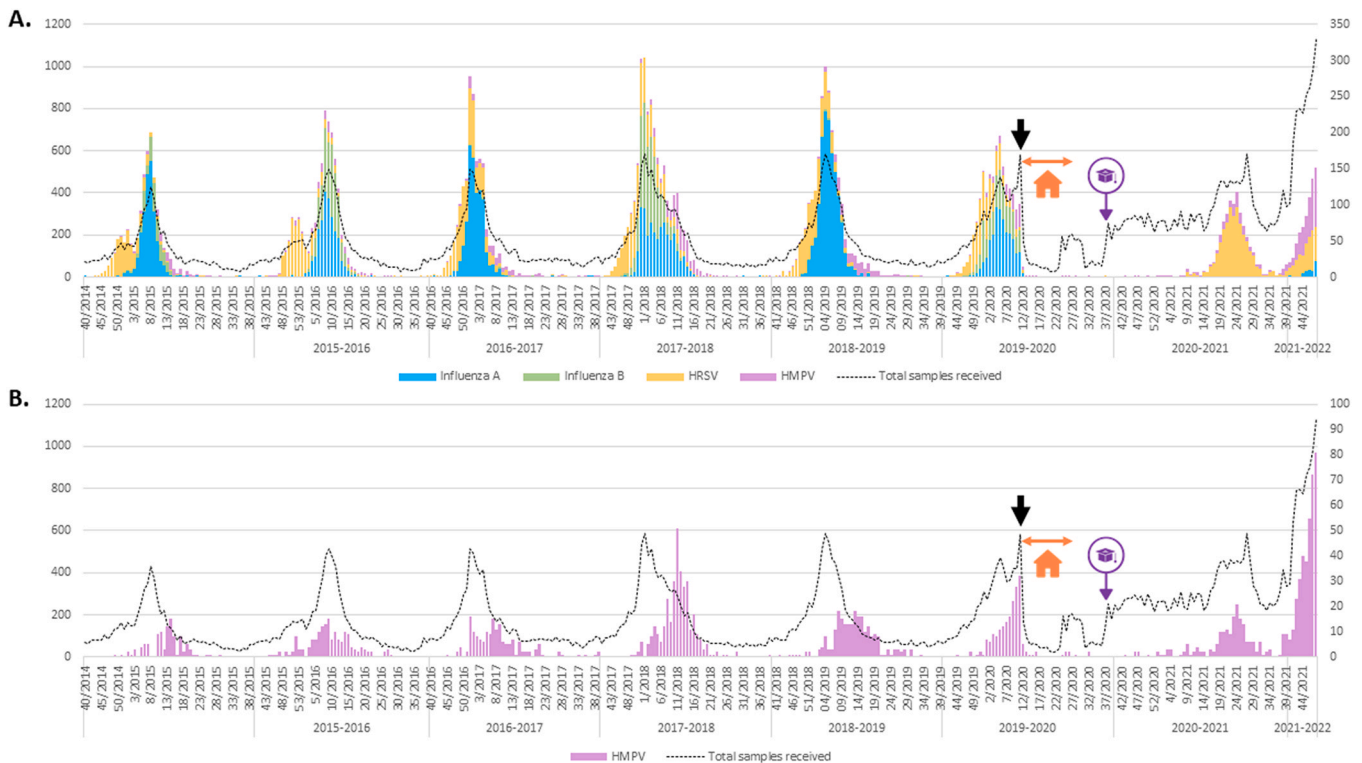 A.
1200 350
1000 300
800 250
200
600 150
400 100
200 50
0 0
40/2014 45/2014 50/2014 3/2015 8/2015 13/2015 18/2015 23/2015 28/2015 33/2015 38/2015 43/2015 48/2015 53/2015 5/2016 10/2016 15/2016 20/2016 26/2016 31/2016 36/2016 40/2016 45/2016 50/2016 3/2017 8/2017 13/2017 18/2017 23/2017 28/2017 33/2017 38/2017 43/2017 48/2017 1/2018 6/2018 11/2018 16/2018 21/2018 26/2018 31/2018 36/2018 41/2018 46/2018 51/2018 04/2019 09/2019 14/2019 19/2019 24/2019 29/2019 34/2019 39/2019 44/2019 49/2019 2/2020 7/2020 12/2020 17/2020 22/2020 27/2020 32/2020 37/2020 42/2020 47/2020 52/2020 4/2021 9/2021 14/2021 19/2021 24/2021 29/2021 34/2021 39/2021 44/2021
2015-2016 2016-2017 2017-2018 2018-2019 2019-2020 2020-2021 2021-2022
Influenza A Influenza B HRSV HMPV Total samples received
B.
1200 100
90
1000 80
800 70
60
600 50
400 40
30
200 20
10
0 0
40/2014 45/2014 50/2014 3/2015 8/2015 13/2015 18/2015 23/2015 28/2015 33/2015 38/2015 43/2015 48/2015 53/2015 5/2016 10/2016 15/2016 20/2016 26/2016 31/2016 36/2016 40/2016 45/2016 50/2016 3/2017 8/2017 13/2017 18/2017 23/2017 28/2017 33/2017 38/2017 43/2017 48/2017 1/2018 6/2018 11/2018 16/2018 21/2018 26/2018 31/2018 36/2018 41/2018 46/2018 51/2018 04/2019 09/2019 14/2019 19/2019 24/2019 29/2019 34/2019 39/2019 44/2019 49/2019 2/2020 7/2020 12/2020 17/2020 22/2020 27/2020 32/2020 37/2020 42/2020 47/2020 52/2020 4/2021 9/2021 14/2021 19/2021 24/2021 29/2021 34/2021 39/2021 44/2021
2015-2016 2016-2017 2017-2018 2018-2019 2019-2020 2020-2021 2021-2022
HMPV Total samples received